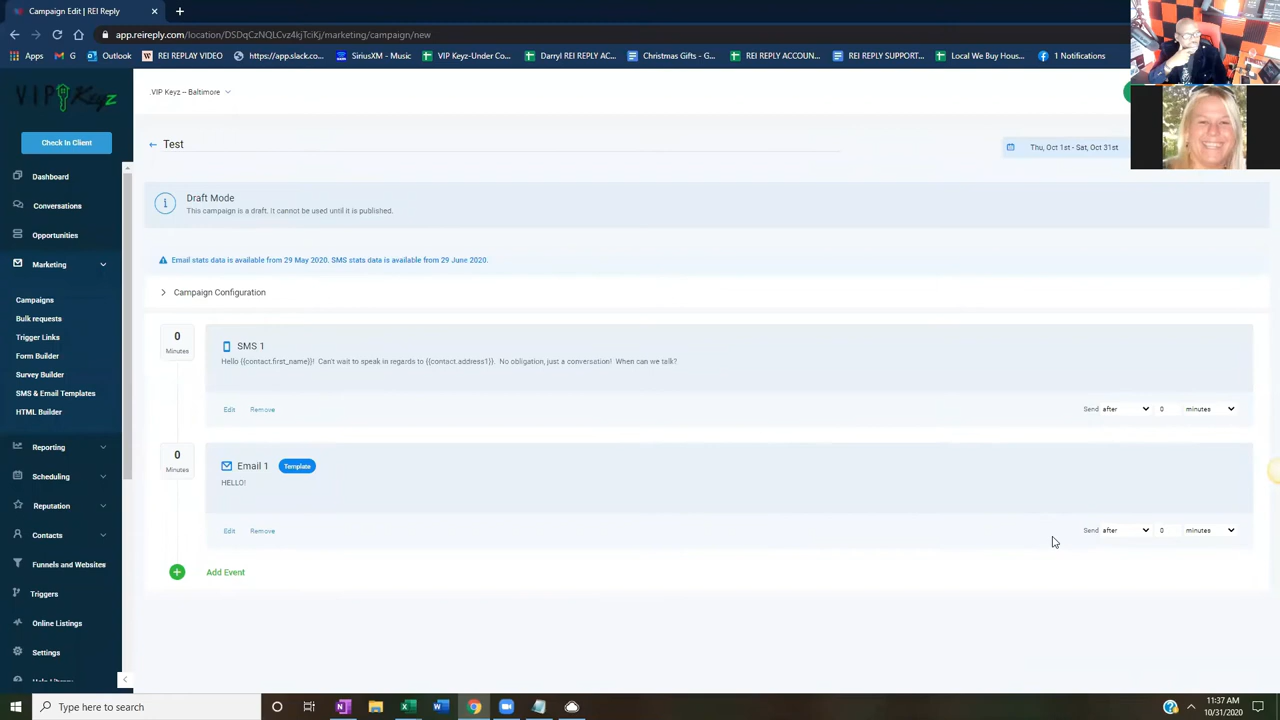 Campaign Edit | REI Reply
app.reireply.com/location/DSDqCzNQLCvz4kjTciKj/marketing/campaign/new
Apps
Outlook
REI REPLAY VIDEO
https://app.slack.co...
SiriusXM - Music
VIP Keyz-Under Co...
Darryl REI REPLY AC...
Christmas Gifts - G...
REI REPLY ACCOUN...
REI REPLY SUPPORT...
Local We Buy Hous...
1 Notifications
VIP Keyz
.VIP Keyz -- Baltimore
Check In Client
Test
Thu, Oct 1st - Sat, Oct 31st
Dashboard
Conversations
Opportunities
Marketing
Campaigns
Bulk requests
Trigger Links
Form Builder
Survey Builder
SMS & Email Templates
HTML Builder
Reporting
Scheduling
Reputation
Contacts
Funnels and Websites
Triggers
Online Listings
Settings
Help Library
Draft Mode
This campaign is a draft. It cannot be used until it is published.
Email stats data is available from 29 May 2020. SMS stats data is available from 29 June 2020.
Campaign Configuration
0
Minutes
SMS 1
Hello {{contact.first_name}}! Can't wait to speak in regards to {{contact.address1}}. No obligation, just a conversation! When can we talk?
Edit Remove
Send after 0 minutes
0
Minutes
Email 1 Template
HELLO!
Edit Remove
Send after 0 minutes
Add Event
Type here to search
11:37 AM
10/31/2020